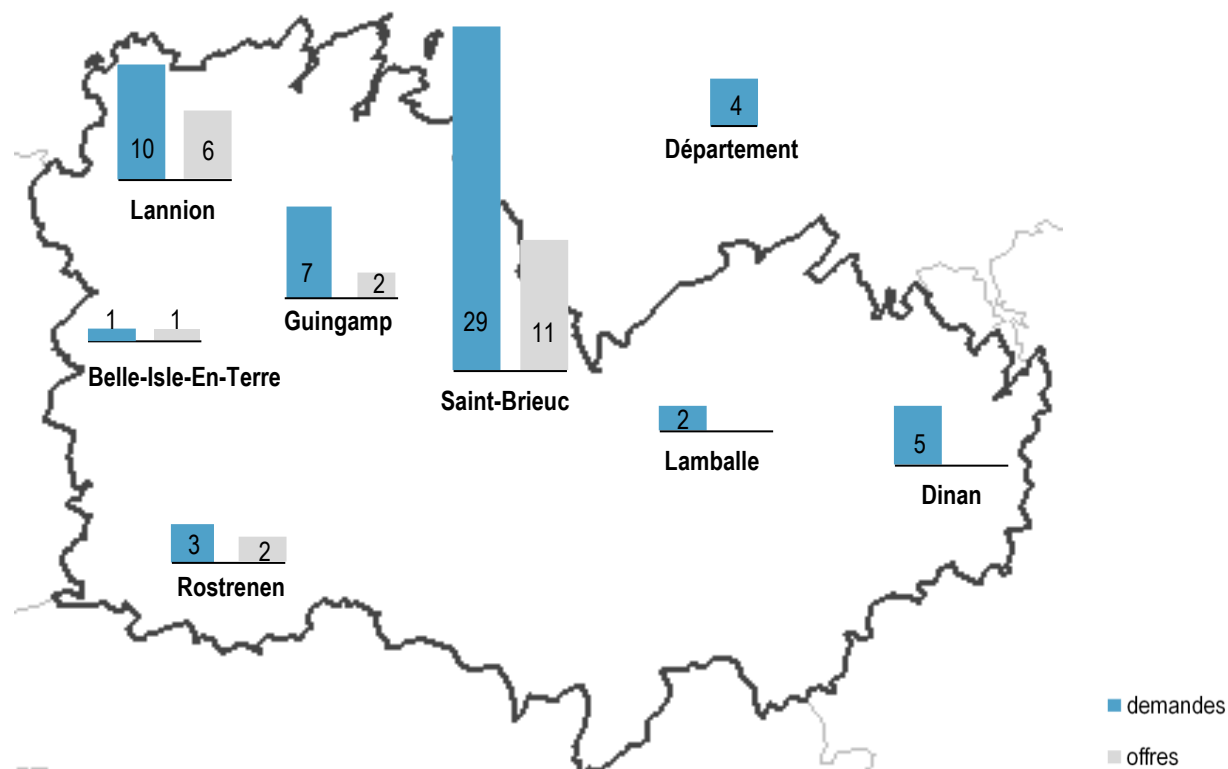 4
Département
10
6
Lannion
7
2
Guingamp
1
1
Belle-Isle-En-Terre
29
11
Saint-Brieuc
2
Lamballe
5
Dinan
3
2
Rostrenen
demandes
offres